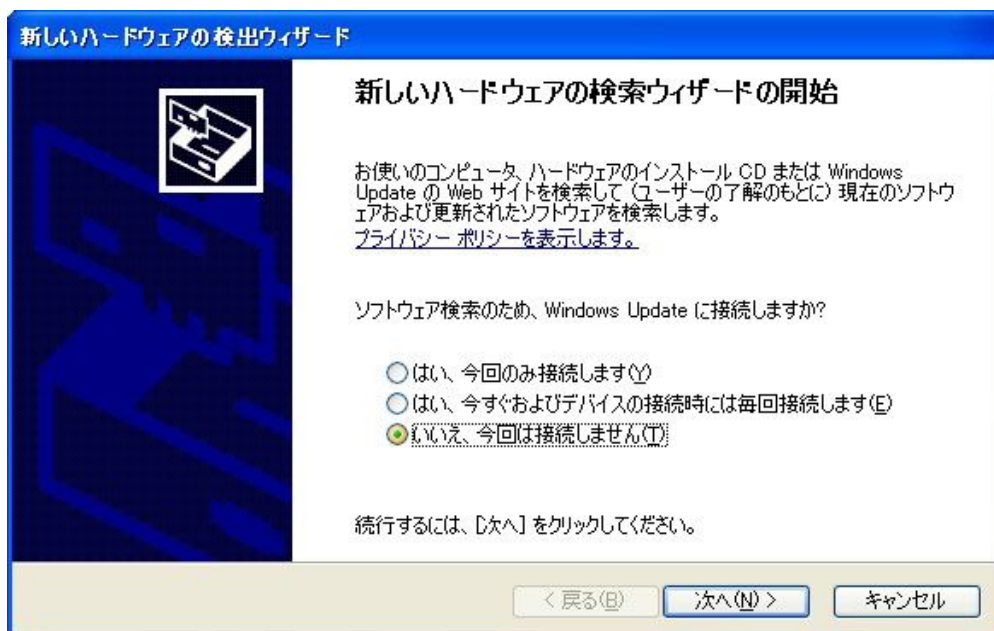 新しいハードウェアの検出ウィザード
新しいハードウェアの検索ウィザードの開始
お使いのコンピュータ、ハードウェアのインストール CD または Windows
Update の Web サイトを検索して (ユーザーの了解のもとに) 現在のソフトウ
ェアおよび更新されたソフトウェアを検索します。
プライバシー ポリシーを表示します。
ソフトウェア検索のため、Windows Update に接続しますか?
はい、今回のみ接続します(Y)
はい、今すぐおよびデバイスの接続時には毎回接続します(E)
いいえ、今回は接続しません(T)
続行するには、[次へ] をクリックしてください。
< 戻る(B) 次へ(N) > キャンセル